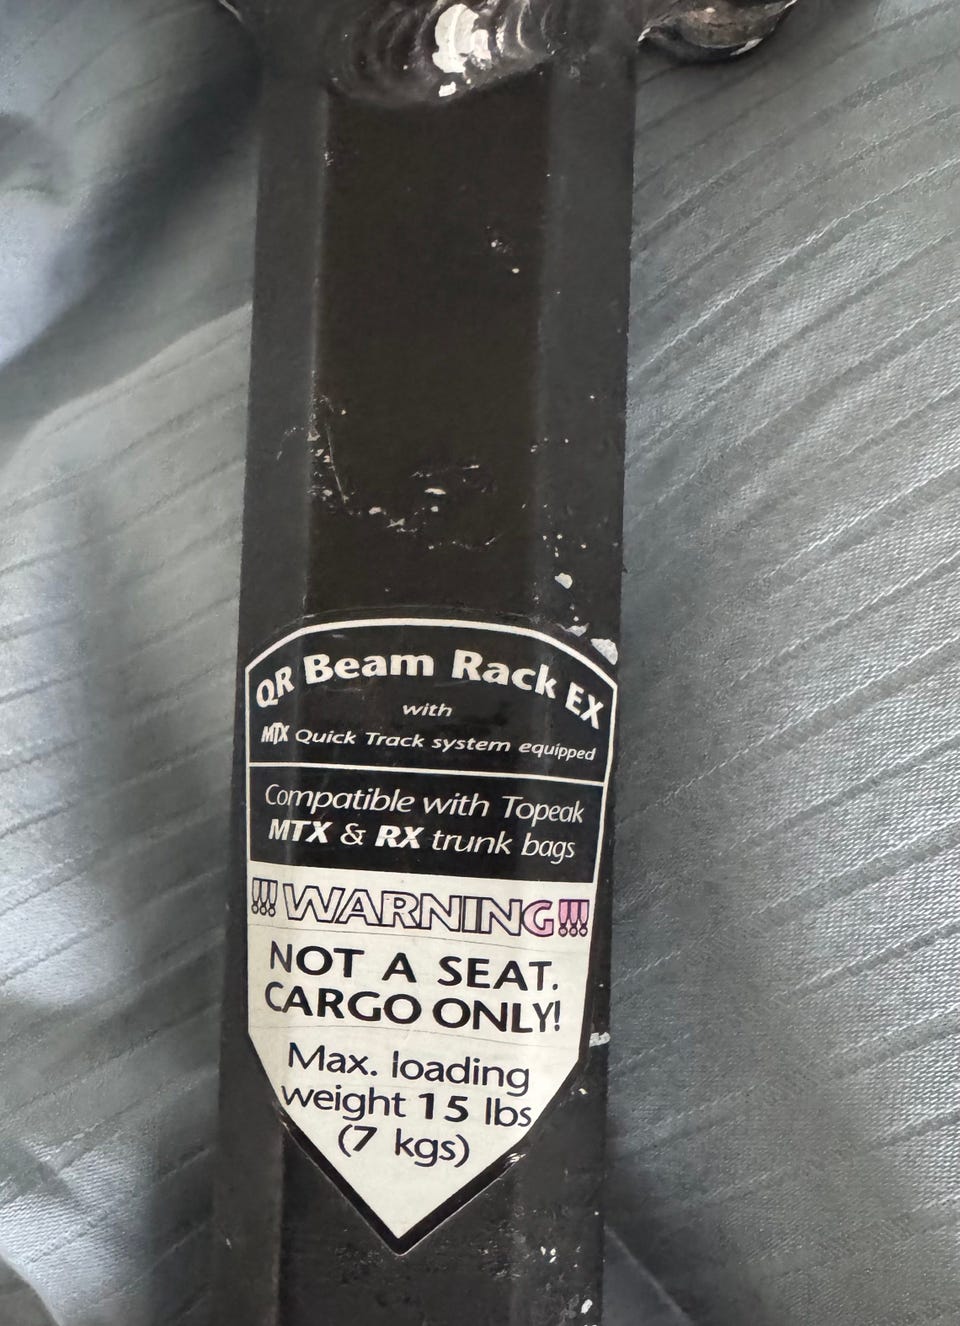 QR Beam Rack EX
with
MTX Quick Track system equipped
Compatible with Topeak
MTX & RX trunk bags
!!! WARNING !!!
NOT A SEAT.
CARGO ONLY!
Max. loading
weight 15 lbs
(7 kgs)